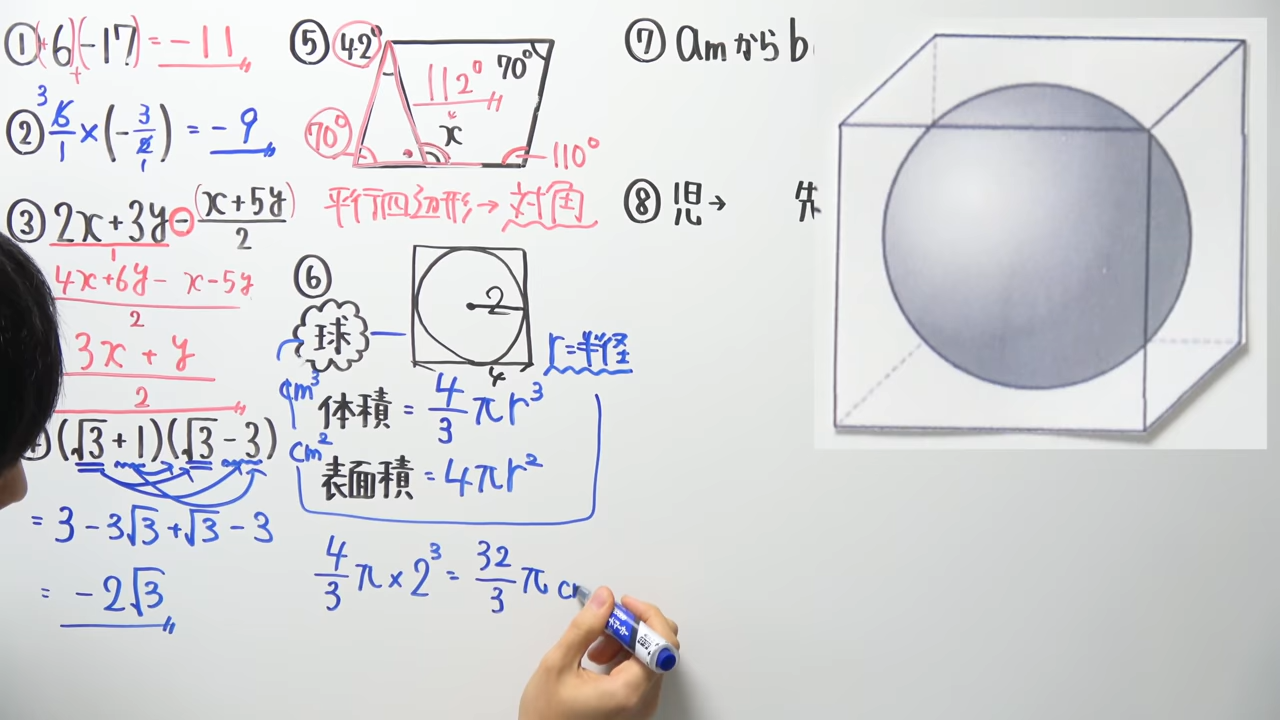 ① (+6)+(-17) = -11
② 3 6/1 × (-3/2 1) = -9
③ 2x+3y/1 - (x+5y)/2
4x+6y- x-5y / 2
3x + y / 2
(√3+1)(√3-3)
= 3 - 3√3 + √3 - 3
= -2√3
⑤ 42°
70°
112°
x
70°
110°
平行四辺形→対角
⑥
球
2
4
r=半径
cm³
体積 = 4/3 πr³
cm²
表面積 = 4πr²
4/3 π × 2³ = 32/3 π c
⑦ amからb
⑧ 児→